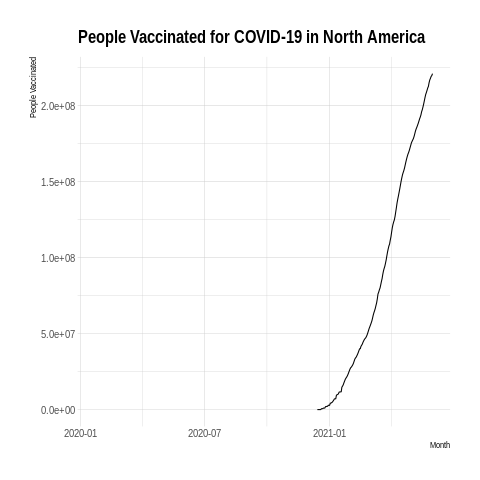 People Vaccinated for COVID-19 in North America
People Vaccinated
2.0e+08
1.5e+08
1.0e+08
5.0e+07
0.0e+00
2020-01 2020-07 2021-01
Month